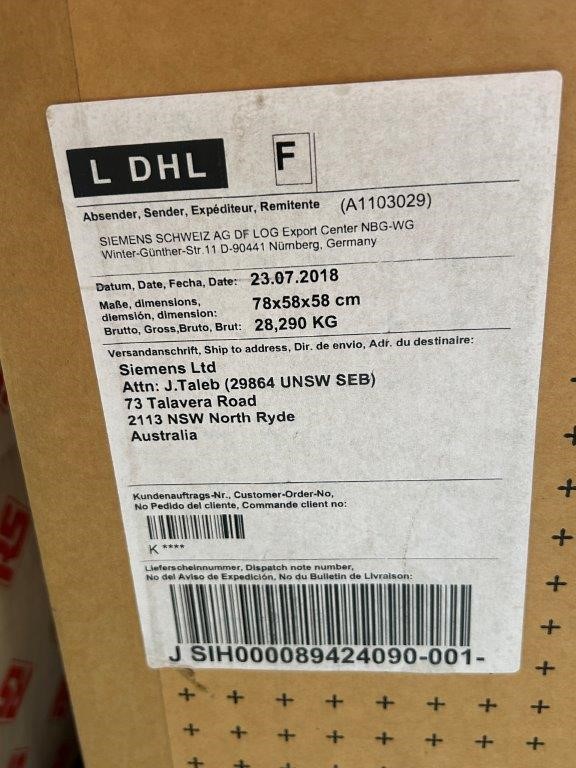 L DHL
F
Absender, Sender, Expéditeur, Remitente (A1103029)
SIEMENS SCHWEIZ AG DF LOG Export Center NBG-WG
Winter-Günther-Str.11 D-90441 Nürnberg, Germany
Datum, Date, Fecha, Date: 23.07.2018
Maße, dimensions,
diemsión, dimension: 78x58x58 cm
Brutto, Gross,Bruto, Brut: 28,290 KG
Versandanschrift, Ship to address, Dir. de envio, Adr. du destinaire:
Siemens Ltd
Attn: J.Taleb (29864 UNSW SEB)
73 Talavera Road
2113 NSW North Ryde
Australia
Kundenauftrags-Nr., Customer-Order-No,
No Pedido del cliente, Commande client no:
K ****
Lieferscheinnummer, Dispatch note number,
No del Aviso de Expedición, No du Bulletin de Livraison:
J SIH000089424090-001-
RS